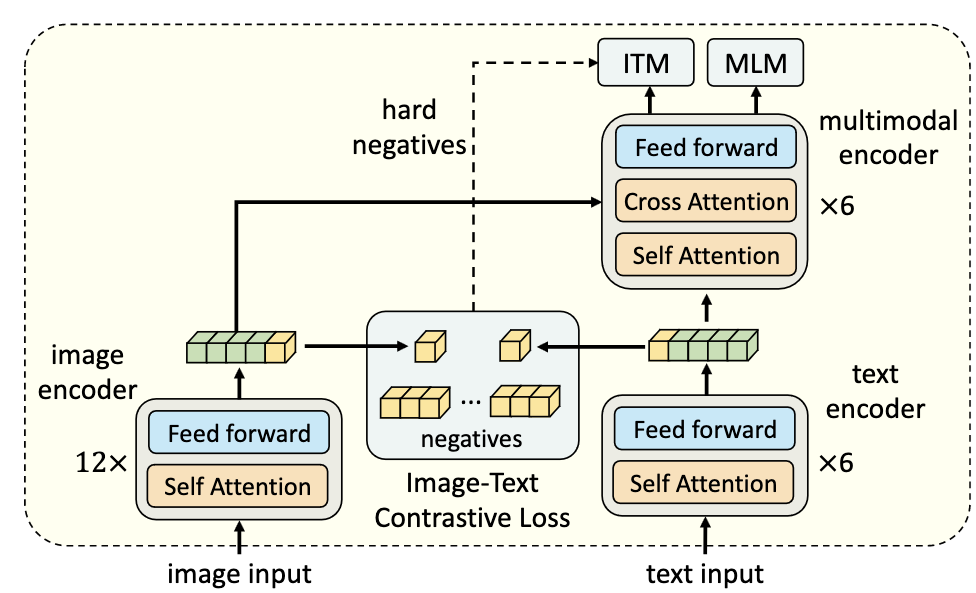 ITM
MLM
hard
negatives
multimodal
encoder
Feed forward
Cross Attention
×6
Self Attention
image
encoder
text
encoder
...
negatives
Feed forward
12×
Self Attention
Feed forward
×6
Self Attention
Image-Text
Contrastive Loss
image input
text input